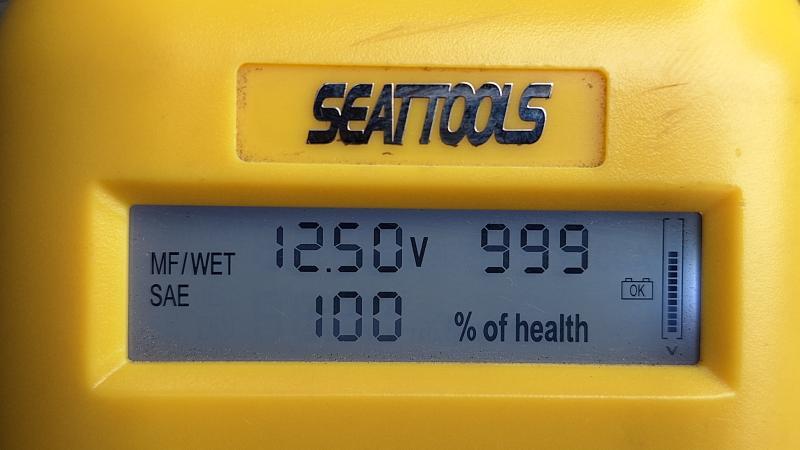 SEATTOOLS
MF/WET 12.50V 999
SAE 100 % of health
OK
V